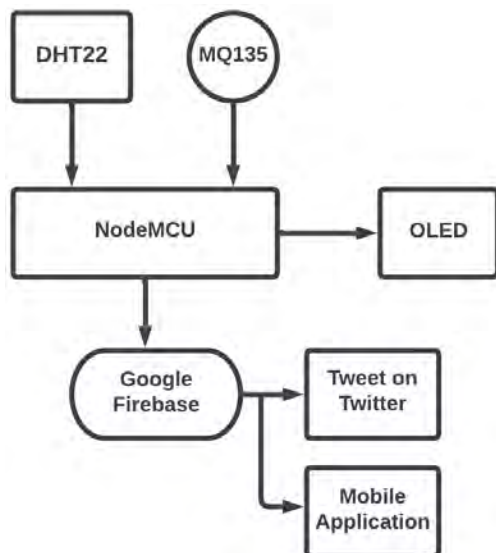 DHT22
MQ135
NodeMCU
OLED
Google
Firebase
Tweet on
Twitter
Mobile
Application